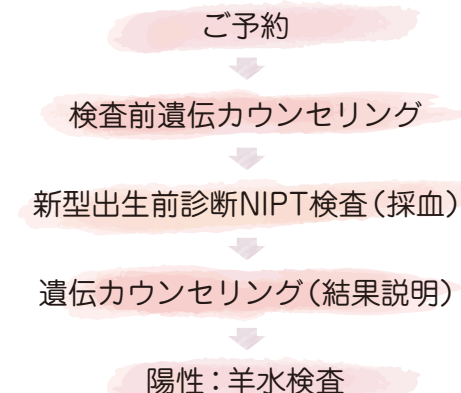 ご予約
検査前遺伝カウンセリング
新型出生前診断NIPT検査（採血）
遺伝カウンセリング（結果説明）
陽性：羊水検査